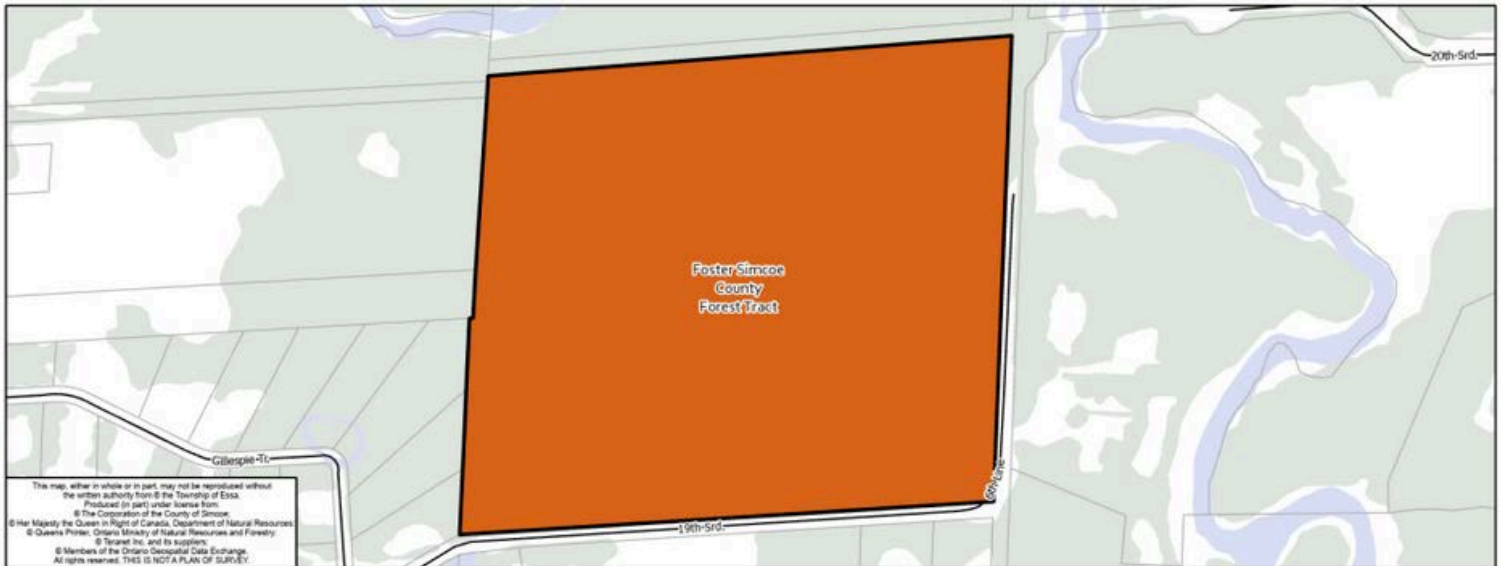 20th Srd.
Foster Simcoe
County
Forest Tract
Gillespie Tr.
6th Line
19th Srd.
This map, either in whole or in part, may not be reproduced without
the written authority from © the Township of Essa.
Produced (in part) under license from:
© The Corporation of the County of Simcoe;
© Her Majesty the Queen in Right of Canada, Department of Natural Resources;
© Queens Printer, Ontario Ministry of Natural Resources and Forestry;
© Teranet Inc. and its suppliers;
© Members of the Ontario Geospatial Data Exchange.
All rights reserved. THIS IS NOT A PLAN OF SURVEY.